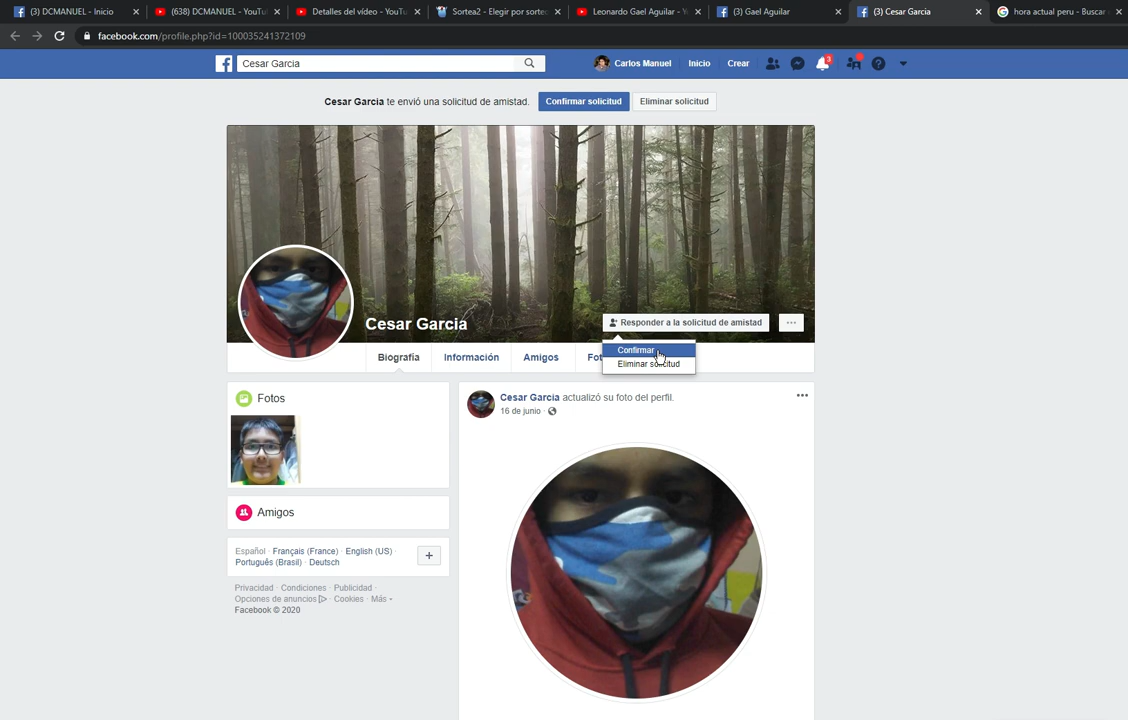 (3) DCMANUEL - Inicio
(638) DCMANUEL - YouTu
Detalles del vídeo - YouTu
Sortea2 - Elegir por sorteo
Leonardo Gael Aguilar - Y
(3) Gael Aguilar
(3) Cesar Garcia
hora actual peru - Buscar
facebook.com/profile.php?id=100035241372109
Cesar Garcia
Carlos Manuel Inicio Crear 3
Cesar Garcia te envió una solicitud de amistad. Confirmar solicitud Eliminar solicitud
Cesar Garcia
Responder a la solicitud de amistad
Confirmar
Eliminar solicitud
Biografía Información Amigos Fot
Fotos
Amigos
Español · Français (France) · English (US) ·
Português (Brasil) · Deutsch
Privacidad · Condiciones · Publicidad ·
Opciones de anuncios · Cookies · Más
Facebook © 2020
Cesar Garcia actualizó su foto del perfil.
16 de junio ·